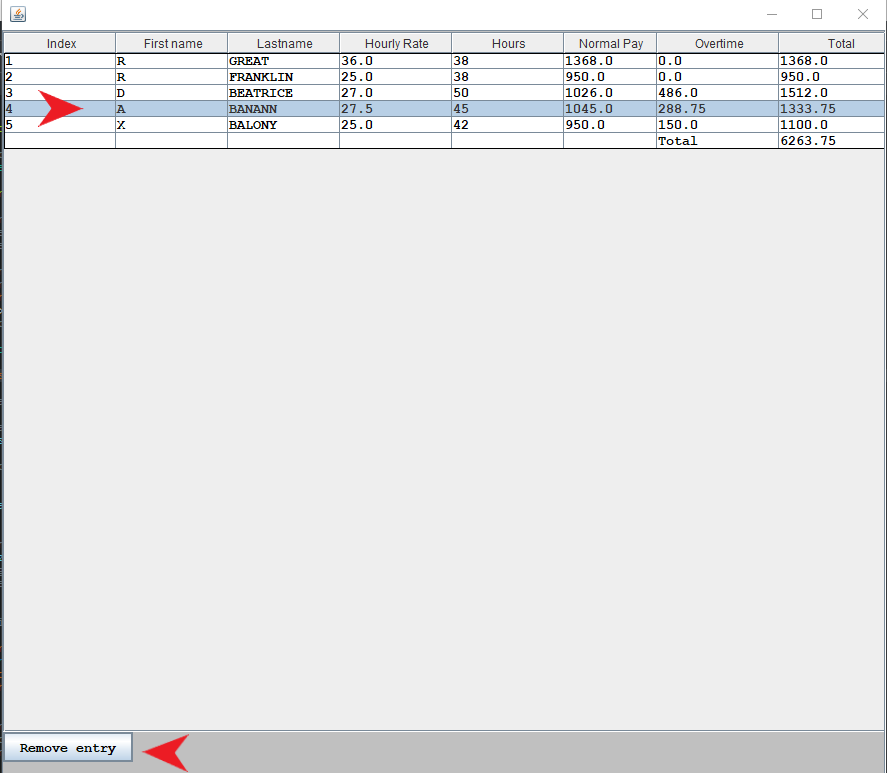 Index First name Lastname Hourly Rate Hours Normal Pay Overtime Total
1 R GREAT 36.0 38 1368.0 0.0 1368.0
2 R FRANKLIN 25.0 38 950.0 0.0 950.0
3 D BEATRICE 27.0 50 1026.0 486.0 1512.0
4 A BANANN 27.5 45 1045.0 288.75 1333.75
5 X BALONY 25.0 42 950.0 150.0 1100.0
Total 6263.75
Remove entry